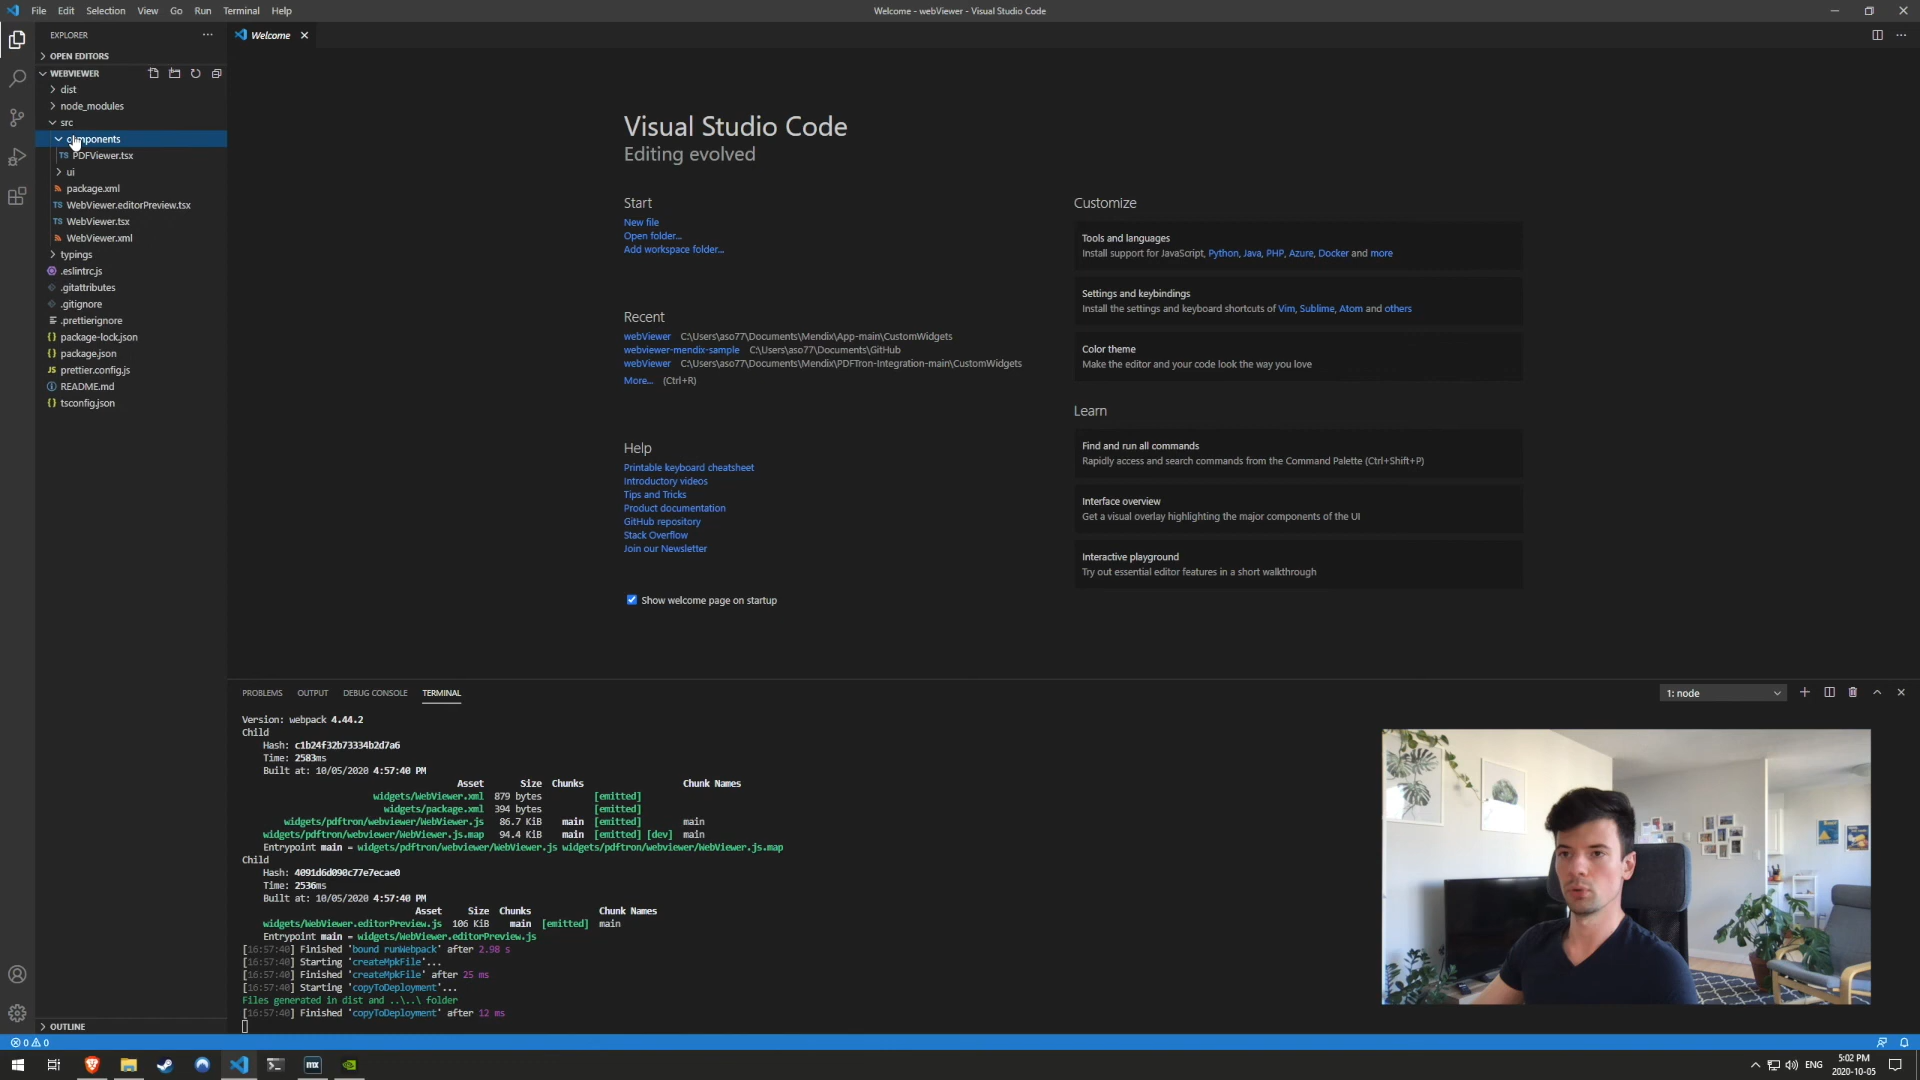 File Edit Selection View Go Run Terminal Help
Welcome - webViewer - Visual Studio Code
EXPLORER
OPEN EDITORS
WEBVIEWER
dist
node_modules
src
components
PDFViewer.tsx
ui
package.xml
WebViewer.editorPreview.tsx
WebViewer.tsx
WebViewer.xml
typings
.eslintrc.js
.gitattributes
.gitignore
.prettierignore
package-lock.json
package.json
prettier.config.js
README.md
tsconfig.json
OUTLINE
Welcome
Visual Studio Code
Editing evolved
Start
New file
Open folder...
Add workspace folder...
Recent
webViewer C:\Users\aso77\Documents\Mendix\App-main\CustomWidgets
webviewer-mendix-sample C:\Users\aso77\Documents\GitHub
webViewer C:\Users\aso77\Documents\Mendix\PDFTron-Integration-main\CustomWidgets
More... (Ctrl+R)
Help
Printable keyboard cheatsheet
Introductory videos
Tips and Tricks
Product documentation
GitHub repository
Stack Overflow
Join our Newsletter
Show welcome page on startup
Customize
Tools and languages
Install support for JavaScript, Python, Java, PHP, Azure, Docker and more
Settings and keybindings
Install the settings and keyboard shortcuts of Vim, Sublime, Atom and others
Color theme
Make the editor and your code look the way you love
Learn
Find and run all commands
Rapidly access and search commands from the Command Palette (Ctrl+Shift+P)
Interface overview
Get a visual overlay highlighting the major components of the UI
Interactive playground
Try out essential editor features in a short walkthrough
PROBLEMS OUTPUT DEBUG CONSOLE TERMINAL
1: node
Version: webpack 4.44.2
Child
Hash: c1b24f32b73334b2d7a6
Time: 2583ms
Built at: 10/05/2020 4:57:40 PM
Asset Size Chunks Chunk Names
widgets/WebViewer.xml 879 bytes [emitted]
widgets/package.xml 394 bytes [emitted]
widgets/pdftron/webviewer/WebViewer.js 86.7 KiB main [emitted] main
widgets/pdftron/webviewer/WebViewer.js.map 94.4 KiB main [emitted] [dev] main
Entrypoint main = widgets/pdftron/webviewer/WebViewer.js widgets/pdftron/webviewer/WebViewer.js.map
Child
Hash: 4091d6d090c77e7ecae0
Time: 2536ms
Built at: 10/05/2020 4:57:40 PM
Asset Size Chunks Chunk Names
widgets/WebViewer.editorPreview.js 106 KiB main [emitted] main
Entrypoint main = widgets/WebViewer.editorPreview.js
[16:57:40] Finished 'bound runWebpack' after 2.98 s
[16:57:40] Starting 'createMpkFile'...
[16:57:40] Finished 'createMpkFile' after 25 ms
[16:57:40] Starting 'copyToDeployment'...
Files generated in dist and ..\..\ folder
[16:57:40] Finished 'copyToDeployment' after 12 ms
0 0
mx
ENG
5:02 PM
2020-10-05